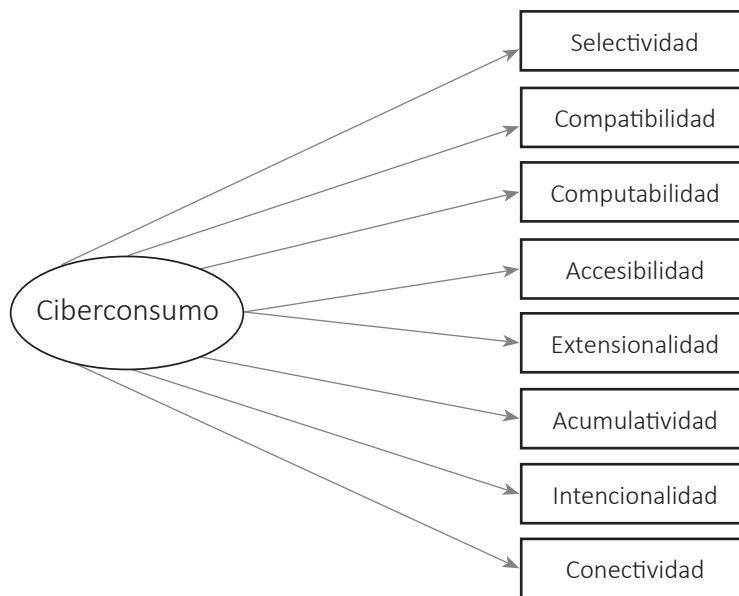 Selectividad
Compatibilidad
Computabilidad
Ciberconsumo
Accesibilidad
Extensionalidad
Acumulatividad
Intencionalidad
Conectividad